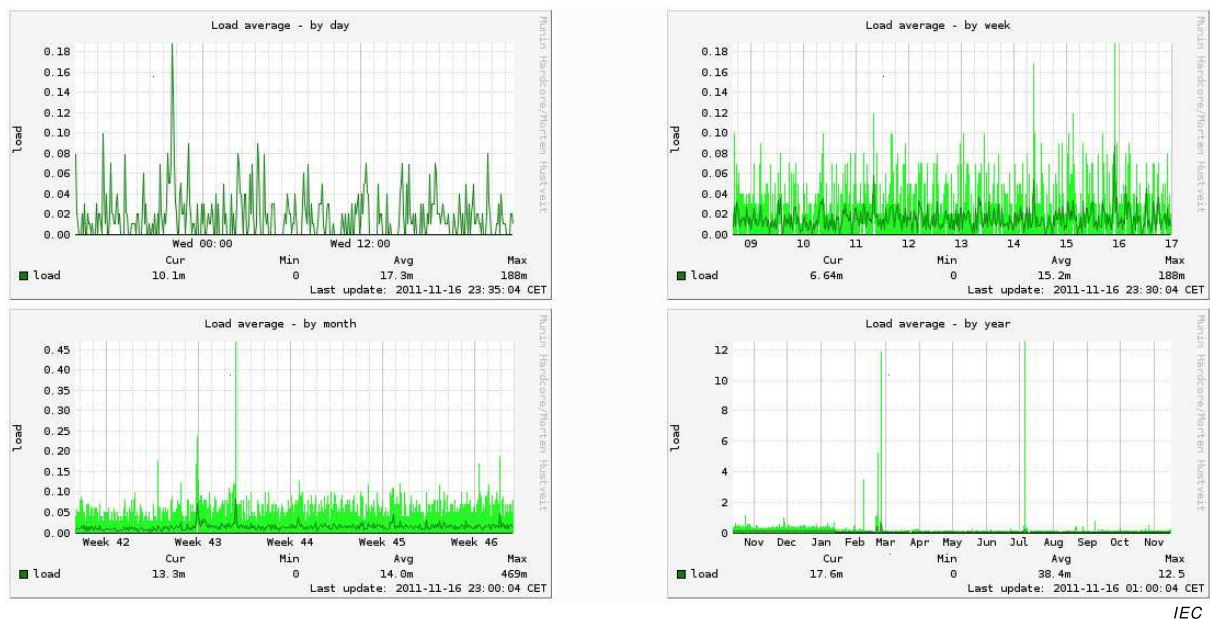 Load average - by day
Munin Hardcore/Morten Hustveit
load
0.18
0.16
0.14
0.12
0.10
0.08
0.06
0.04
0.02
0.00
Wed 00:00 Wed 12:00
Cur Min Avg Max
load 10.1m 0 17.3m 188m
Last update: 2011-11-16 23:35:04 CET
Load average - by week
Munin Hardcore/Morten Hustveit
load
0.18
0.16
0.14
0.12
0.10
0.08
0.06
0.04
0.02
0.00
09 10 11 12 13 14 15 16 17
Cur Min Avg Max
load 6.64m 0 15.2m 188m
Last update: 2011-11-16 23:30:04 CET
Load average - by month
Munin Hardcore/Morten Hustveit
load
0.45
0.40
0.35
0.30
0.25
0.20
0.15
0.10
0.05
0.00
Week 42 Week 43 Week 44 Week 45 Week 46
Cur Min Avg Max
load 13.3m 0 14.0m 469m
Last update: 2011-11-16 23:00:04 CET
Load average - by year
Munin Hardcore/Morten Hustveit
load
12
10
8
6
4
2
0
Nov Dec Jan Feb Mar Apr May Jun Jul Aug Sep Oct Nov
Cur Min Avg Max
load 17.6m 0 38.4m 12.5
Last update: 2011-11-16 01:00:04 CET
IEC